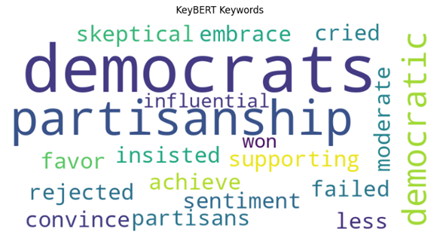 KeyBERT Keywords
skeptical embrace cried
democrats
influential
partisanship
won
moderate
democratic
favor insisted supporting
achieve
rejected sentiment failed
convince partisans less